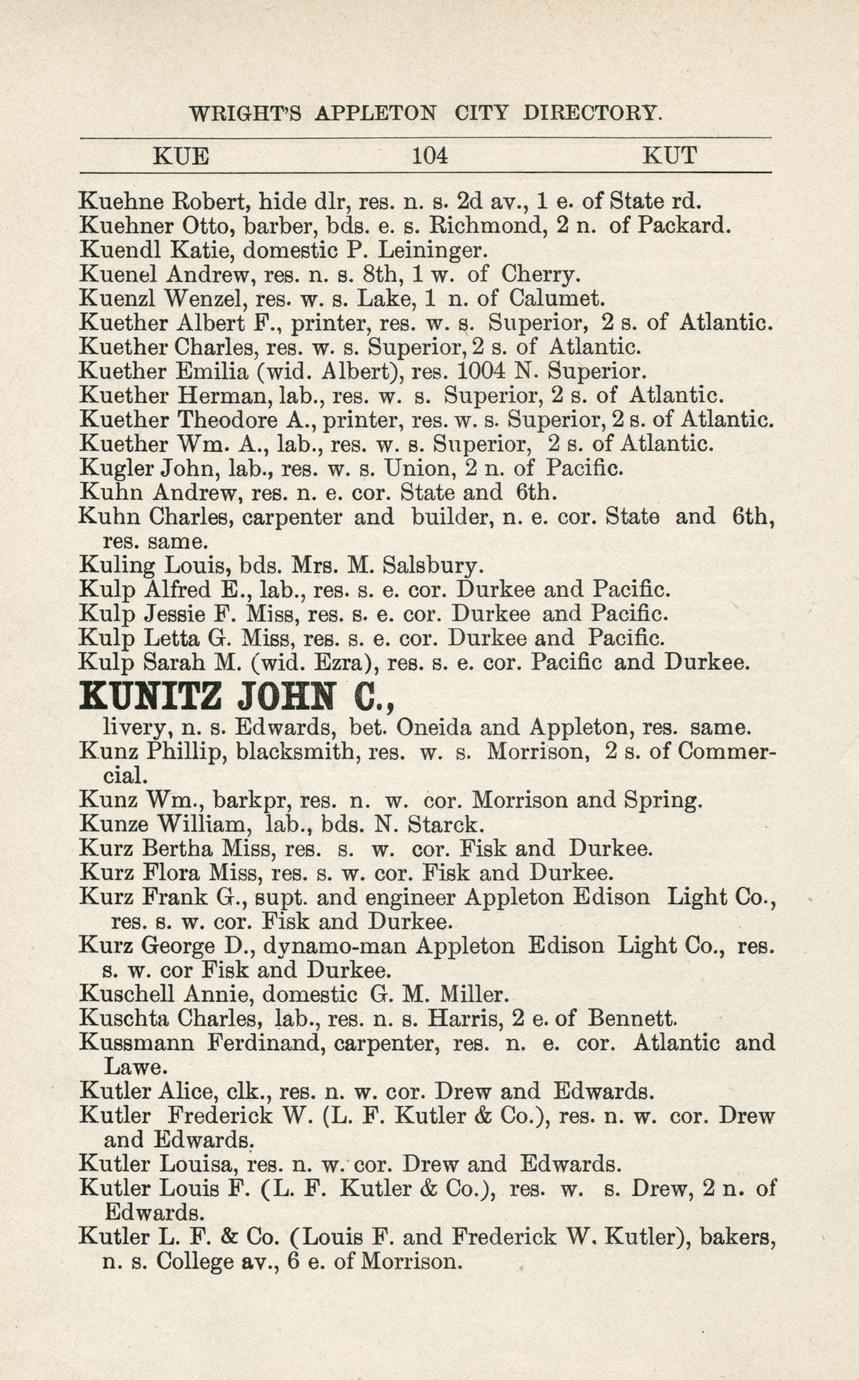 WRIGHT'S APPLETON CITY DIRECTORY.
KUE 104 KUT
Kuehne Robert, hide dlr, res. n. s. 2d av., 1 e. of State rd.
Kuehner Otto, barber, bds. e. s. Richmond, 2 n. of Packard.
Kuendl Katie, domestic P. Leininger.
Kuenel Andrew, res. n. s. 8th, 1 w. of Cherry.
Kuenzl Wenzel, res. w. s. Lake, 1 n. of Calumet.
Kuether Albert F., printer, res. w. s. Superior, 2 s. of Atlantic.
Kuether Charles, res. w. s. Superior, 2 s. of Atlantic.
Kuether Emilia (wid. Albert), res. 1004 N. Superior.
Kuether Herman, lab., res. w. s. Superior, 2 s. of Atlantic.
Kuether Theodore A., printer, res. w. s. Superior, 2 s. of Atlantic.
Kuether Wm. A., lab., res. w. s. Superior, 2 s. of Atlantic.
Kugler John, lab., res. w. s. Union, 2 n. of Pacific.
Kuhn Andrew, res. n. e. cor. State and 6th.
Kuhn Charles, carpenter and builder, n. e. cor. State and 6th,
res. same.
Kuling Louis, bds. Mrs. M. Salsbury.
Kulp Alfred E., lab., res. s. e. cor. Durkee and Pacific.
Kulp Jessie F. Miss, res. s. e. cor. Durkee and Pacific.
Kulp Letta G. Miss, res. s. e. cor. Durkee and Pacific.
Kulp Sarah M. (wid. Ezra), res. s. e. cor. Pacific and Durkee.
KUNITZ JOHN C.,
livery, n. s. Edwards, bet. Oneida and Appleton, res. same.
Kunz Phillip, blacksmith, res. w. s. Morrison, 2 s. of Commer-
cial.
Kunz Wm., barkpr, res. n. w. cor. Morrison and Spring.
Kunze William, lab., bds. N. Starck.
Kurz Bertha Miss, res. s. w. cor. Fisk and Durkee.
Kurz Flora Miss, res. s. w. cor. Fisk and Durkee.
Kurz Frank G., supt. and engineer Appleton Edison Light Co.,
res. s. w. cor. Fisk and Durkee.
Kurz George D., dynamo-man Appleton Edison Light Co., res.
s. w. cor Fisk and Durkee.
Kuschell Annie, domestic G. M. Miller.
Kuschta Charles, lab., res. n. s. Harris, 2 e. of Bennett.
Kussmann Ferdinand, carpenter, res. n. e. cor. Atlantic and
Lawe.
Kutler Alice, clk., res. n. w. cor. Drew and Edwards.
Kutler Frederick W. (L. F. Kutler & Co.), res. n. w. cor. Drew
and Edwards.
Kutler Louisa, res. n. w. cor. Drew and Edwards.
Kutler Louis F. (L. F. Kutler & Co.), res. w. s. Drew, 2 n. of
Edwards.
Kutler L. F. & Co. (Louis F. and Frederick W. Kutler), bakers,
n. s. College av., 6 e. of Morrison.